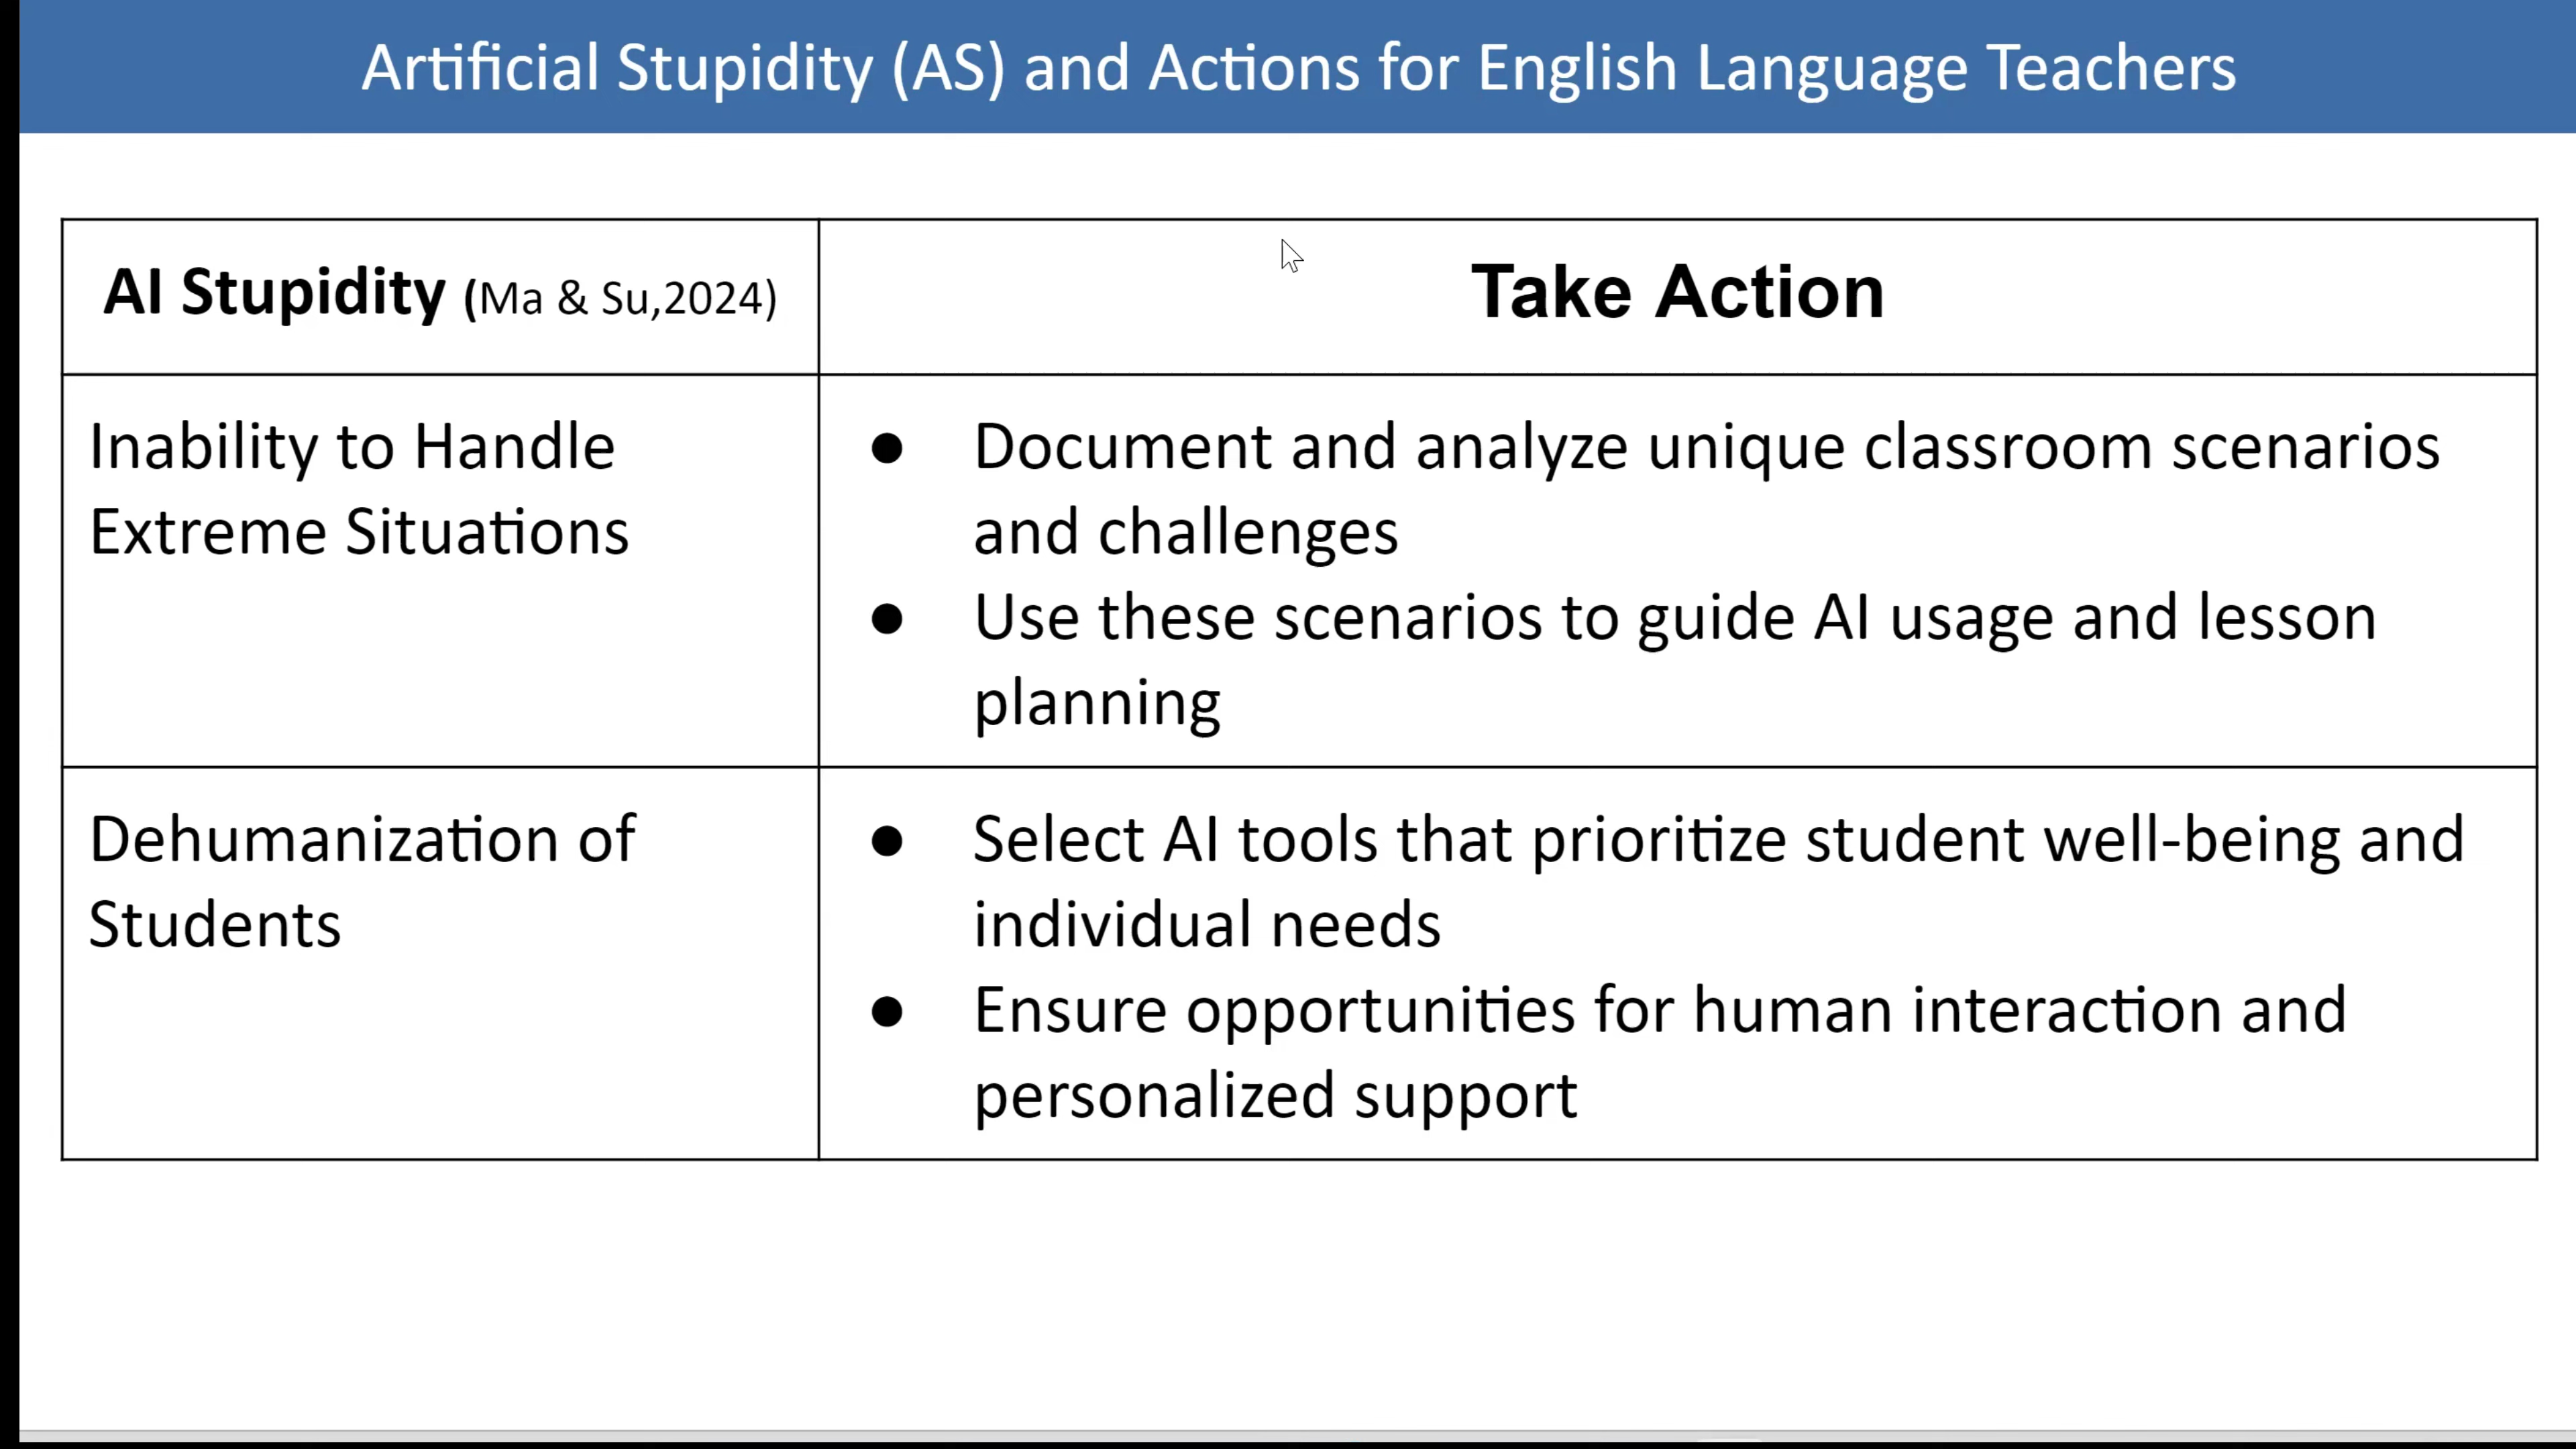 Artificial Stupidity (AS) and Actions for English Language Teachers
AI Stupidity (Ma & Su,2024)
Take Action
Inability to Handle
Extreme Situations
● Document and analyze unique classroom scenarios
and challenges
● Use these scenarios to guide AI usage and lesson
planning
Dehumanization of
Students
● Select AI tools that prioritize student well-being and
individual needs
● Ensure opportunities for human interaction and
personalized support